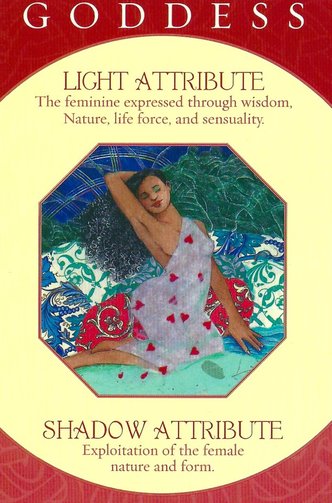 GODDESS
LIGHT ATTRIBUTE
The feminine expressed through wisdom,
Nature, life force, and sensuality.
SHADOW ATTRIBUTE
Exploitation of the female
nature and form.